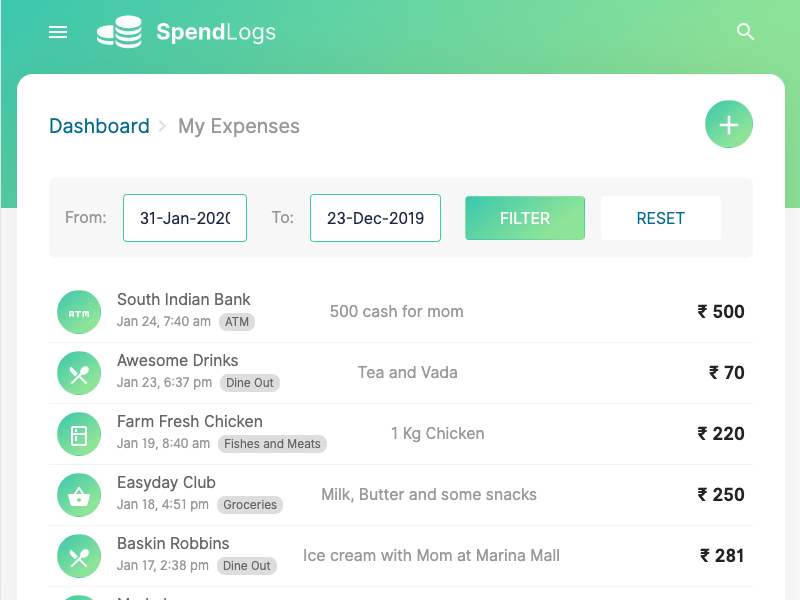 SpendLogs
Dashboard My Expenses
From: 31-Jan-2020 To: 23-Dec-2019 FILTER RESET
South Indian Bank
ATM 500 cash for mom ₹ 500
Jan 24, 7:40 am ATM
Awesome Drinks
Tea and Vada ₹ 70
Jan 23, 6:37 pm Dine Out
Farm Fresh Chicken
1 Kg Chicken ₹ 220
Jan 19, 8:40 am Fishes and Meats
Easyday Club
Milk, Butter and some snacks ₹ 250
Jan 18, 4:51 pm Groceries
Baskin Robbins
Ice cream with Mom at Marina Mall ₹ 281
Jan 17, 2:38 pm Dine Out